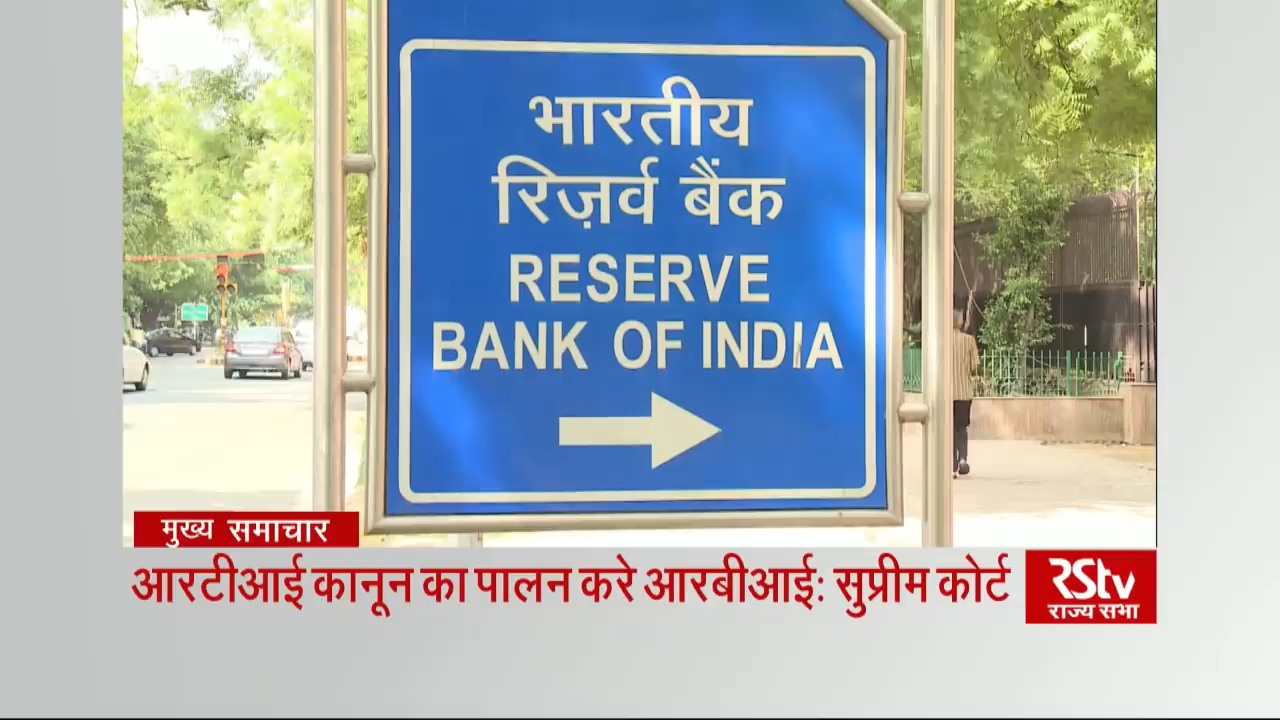 भारतीय
रिज़र्व बैंक
RESERVE
BANK OF INDIA
मुख्य समाचार
आरटीआई कानून का पालन करे आरबीआई: सुप्रीम कोर्ट
RSTV
राज्य सभा